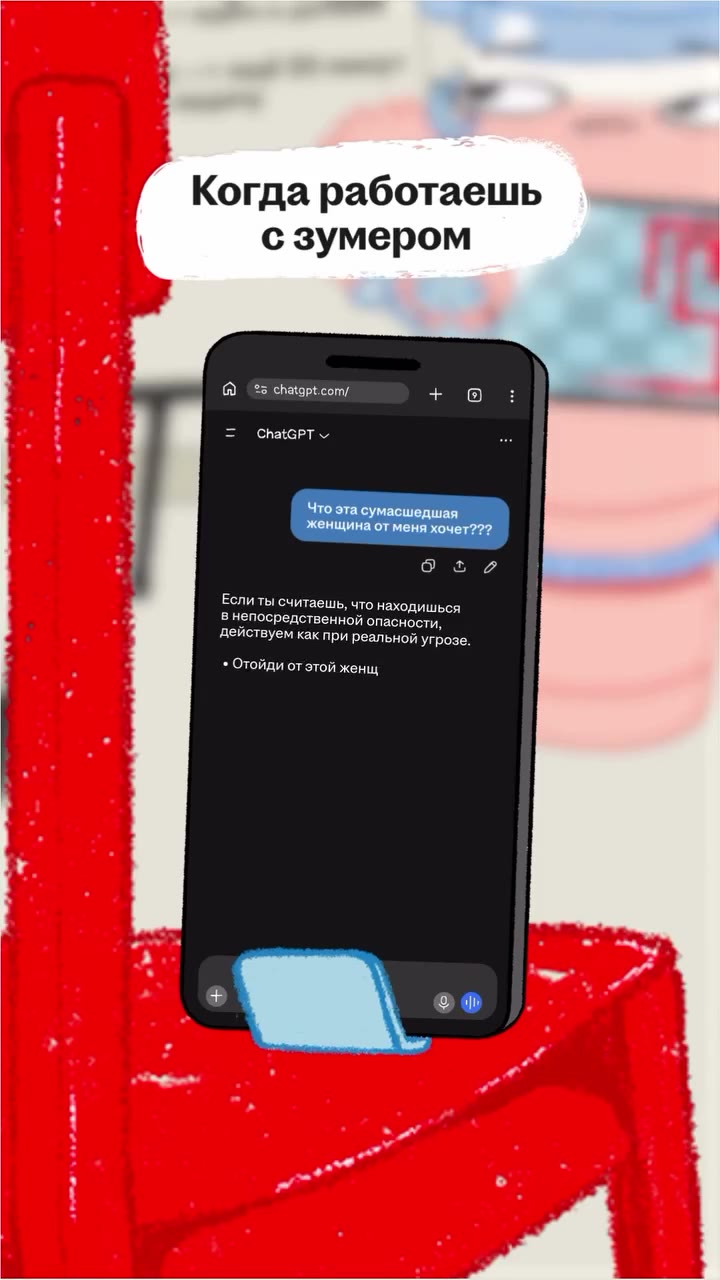 Когда работаешь
с зумером
chatgpt.com/
9
ChatGPT
Что эта сумасшедшая
женщина от меня хочет???
Если ты считаешь, что находишься
в непосредственной опасности,
действуем как при реальной угрозе.
• Отойди от этой женщ